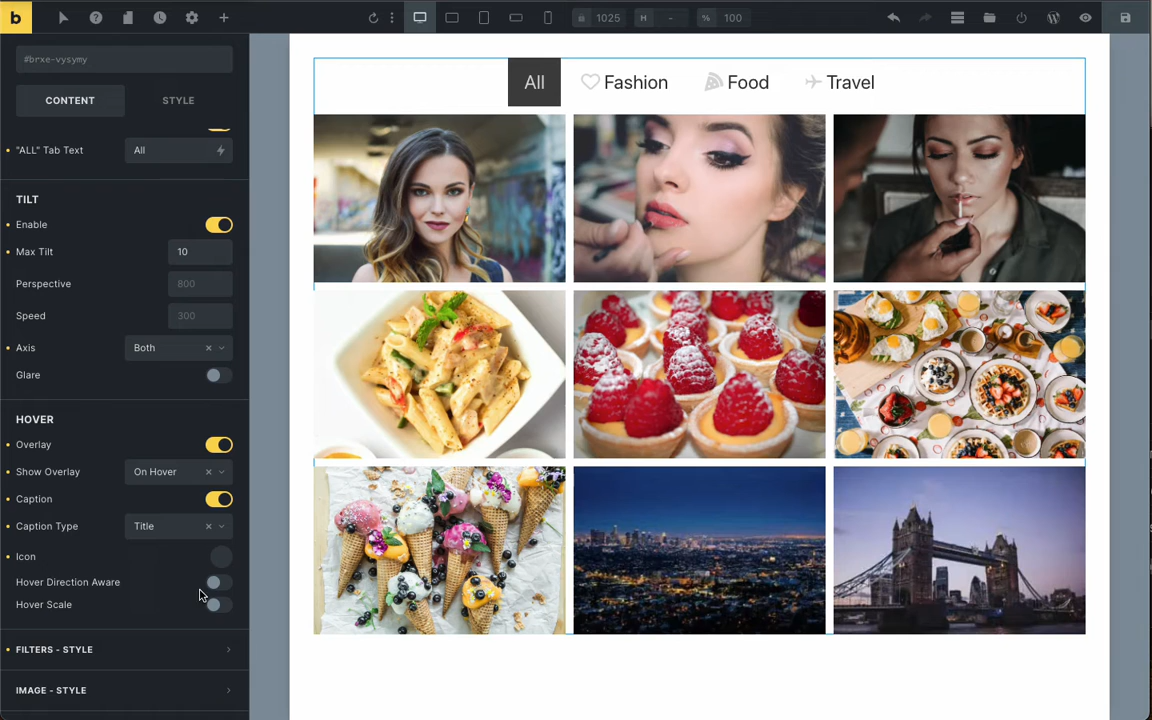 b
1025
H
-
%
100
#brxe-vysymy
CONTENT
STYLE
"ALL" Tab Text
All
TILT
Enable
Max Tilt
10
Perspective
800
Speed
300
Axis
Both
Glare
HOVER
Overlay
Show Overlay
On Hover
Caption
Caption Type
Title
Icon
Hover Direction Aware
Hover Scale
FILTERS - STYLE
IMAGE - STYLE
All
Fashion
Food
Travel